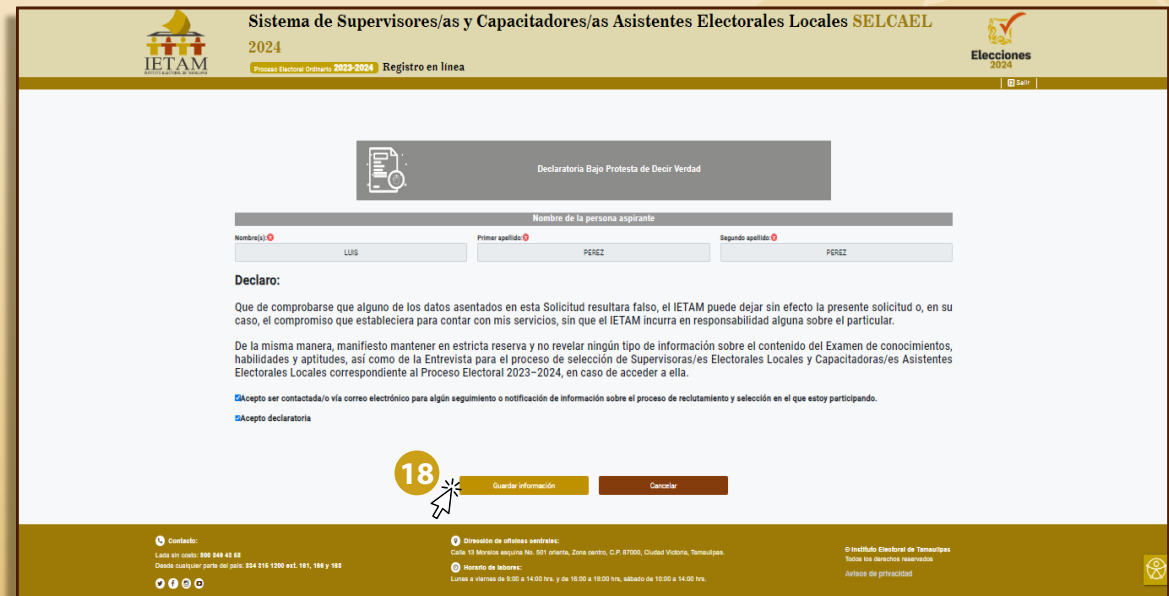 Sistema de Supervisores/as y Capacitadores/as Asistentes Electorales Locales SELCAEL
2024
Proceso Electoral Ordinario 2023-2024 Registro en línea
IETAM
INSTITUTO ELECTORAL DE TAMAULIPAS
Elecciones
2024
Salir
Declaratoria Bajo Protesta de Decir Verdad
Nombre de la persona aspirante
Nombre(s): Primer apellido: Segundo apellido:
LUIS PEREZ PEREZ
Declaro:
Que de comprobarse que alguno de los datos asentados en esta Solicitud resultara falso, el IETAM puede dejar sin efecto la presente solicitud o, en su
caso, el compromiso que estableciera para contar con mis servicios, sin que el IETAM incurra en responsabilidad alguna sobre el particular.
De la misma manera, manifiesto mantener en estricta reserva y no revelar ningún tipo de información sobre el contenido del Examen de conocimientos,
habilidades y aptitudes, así como de la Entrevista para el proceso de selección de Supervisoras/es Electorales Locales y Capacitadoras/es Asistentes
Electorales Locales correspondiente al Proceso Electoral 2023-2024, en caso de acceder a ella.
Acepto ser contactada/o vía correo electrónico para algún seguimiento o notificación de información sobre el proceso de reclutamiento y selección en el que estoy participando.
Acepto declaratoria
18
Guardar información Cancelar
Contacto:
Lada sin costo: 800 349 43 58
Desde cualquier parte del país: 834 315 1200 ext. 161, 166 y 168
Dirección de oficinas centrales:
Calle 13 Morelos esquina No. 501 oriente, Zona centro, C.P. 87000, Ciudad Victoria, Tamaulipas.
Horario de labores:
Lunes a viernes de 9:00 a 14:00 hrs. y de 16:00 a 19:00 hrs, sábado de 10:00 a 14:00 hrs.
© Instituto Electoral de Tamaulipas
Todos los derechos reservados
Avisos de privacidad